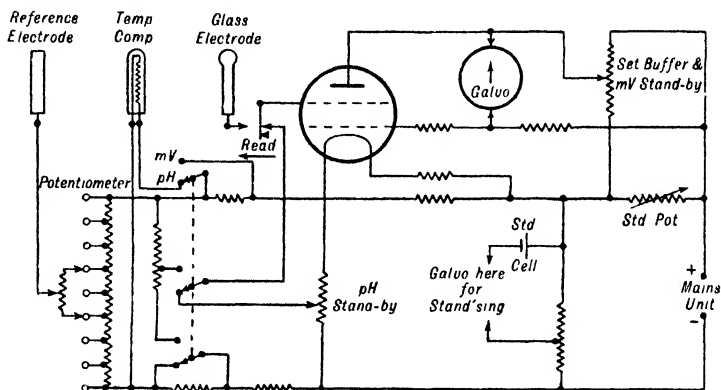 Reference
Electrode
Temp
Comp
Glass
Electrode
Galvo
Set Buffer &
mV Stand-by
Read
mV
pH
Potentiometer
Std Pot
Std
Cell
Galvo here
for
Stand'sing
pH
Stand-by
+
Mains
Unit
-